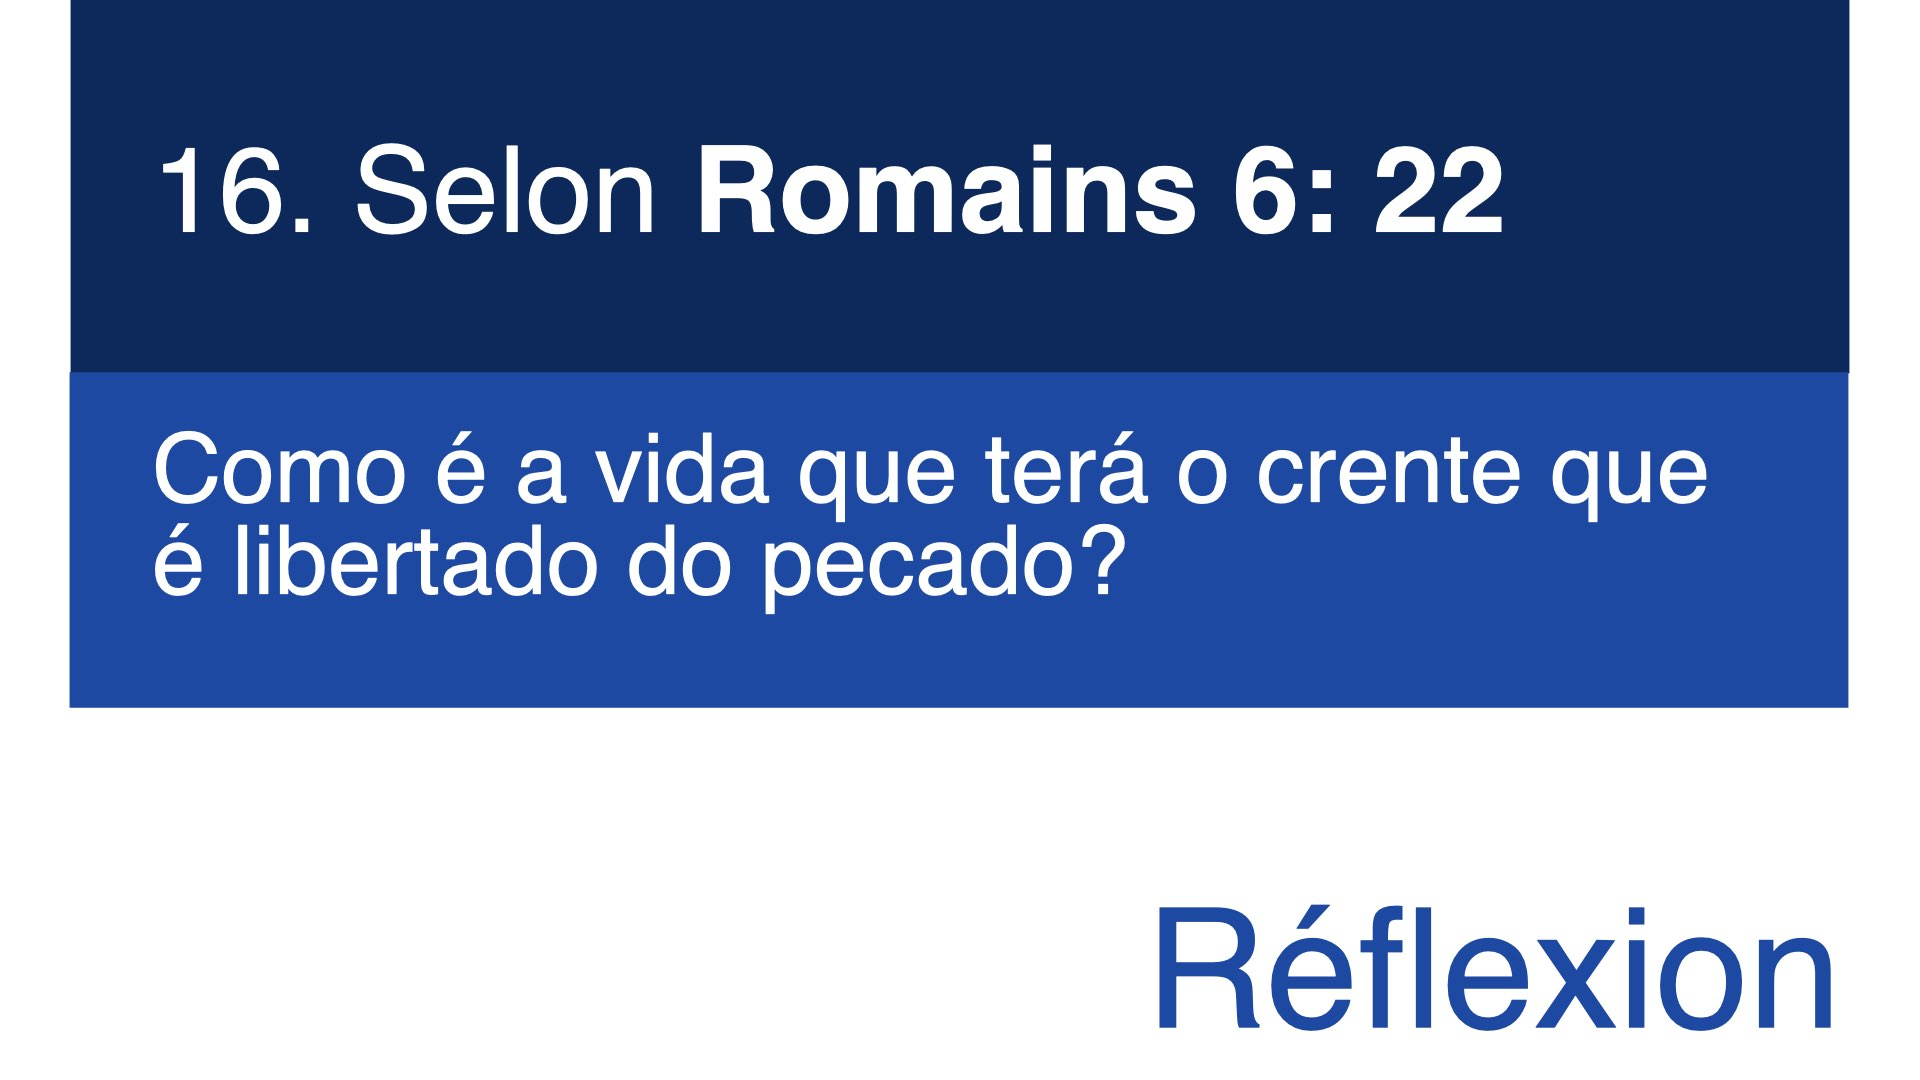 16. Selon Romains 6: 22
Como é a vida que terá o crente que
é libertado do pecado?
Réflexion